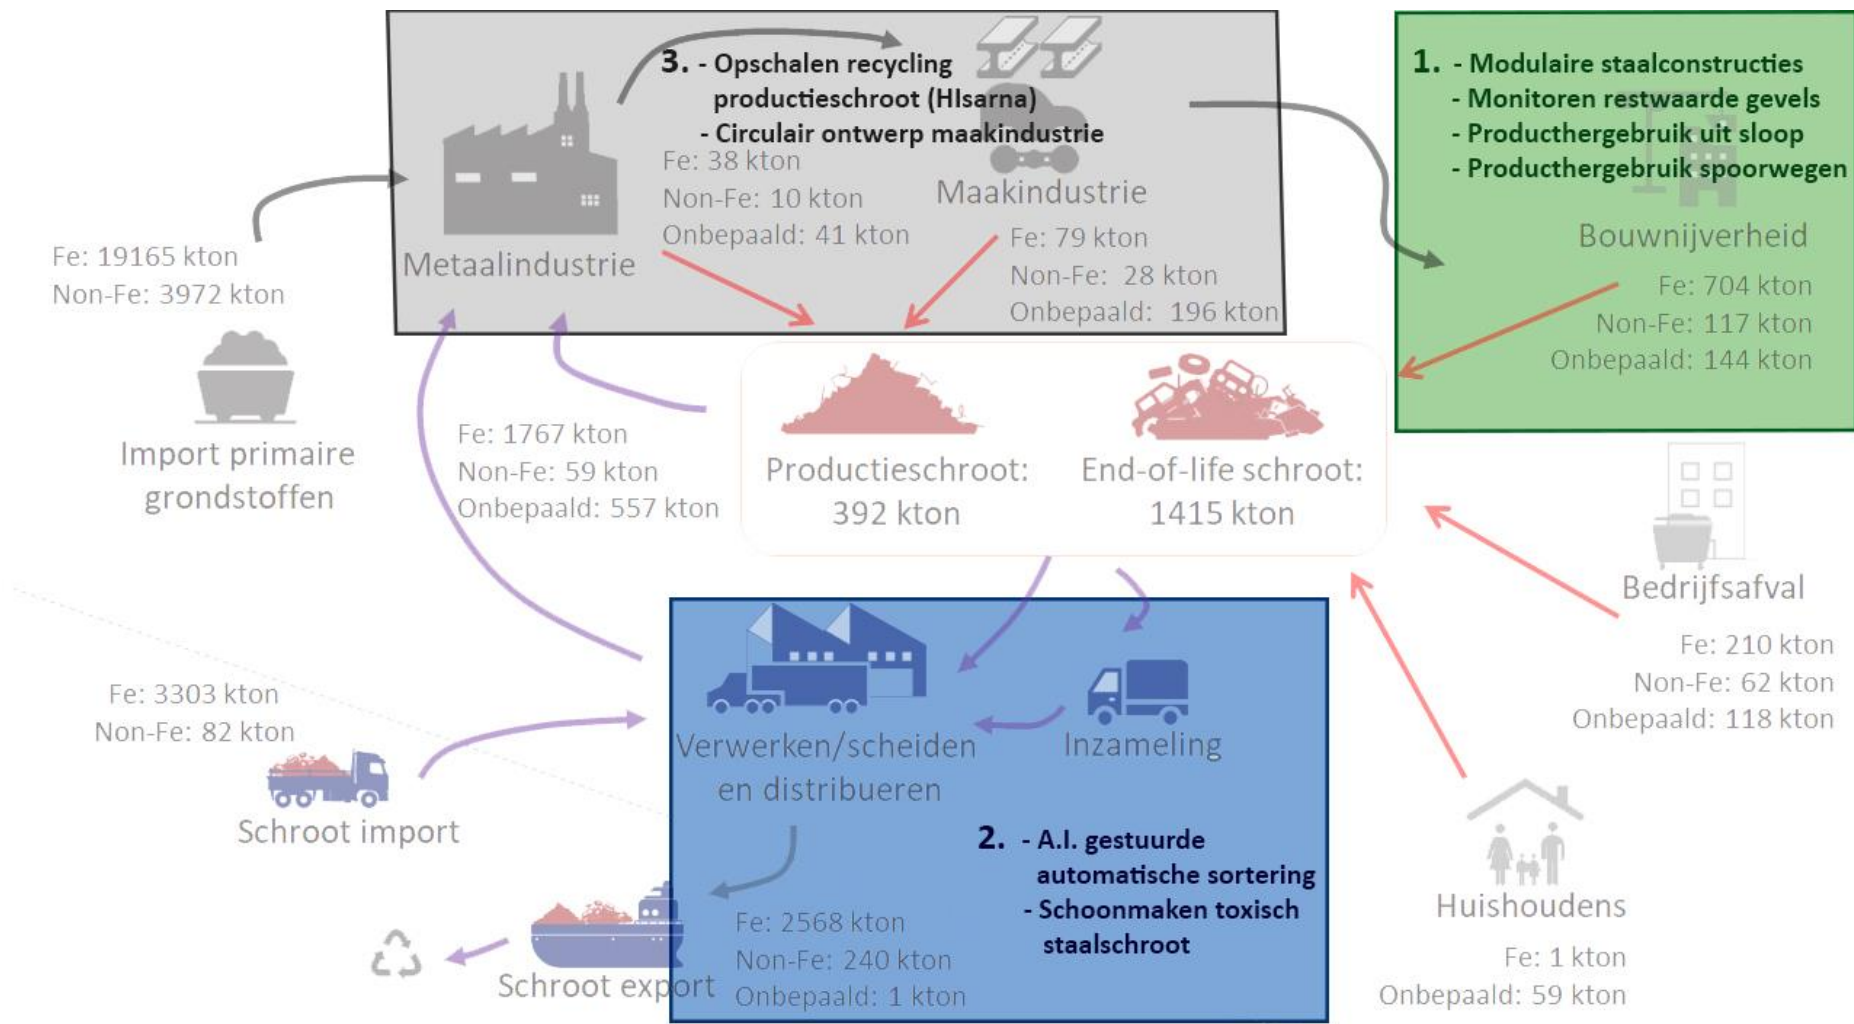 3. - Opschalen recycling
productieschroot (HIsarna)
- Circulair ontwerp maakindustrie
Fe: 38 kton
Non-Fe: 10 kton
Onbepaald: 41 kton
Metaalindustrie
Maakindustrie
Fe: 79 kton
Non-Fe: 28 kton
Onbepaald: 196 kton
1. - Modulaire staalconstructies
- Monitoren restwaarde gevels
- Producthergebruik uit sloop
- Producthergebruik spoorwegen
Bouwnijverheid
Fe: 704 kton
Non-Fe: 117 kton
Onbepaald: 144 kton
Fe: 19165 kton
Non-Fe: 3972 kton
Import primaire
grondstoffen
Fe: 1767 kton
Non-Fe: 59 kton
Onbepaald: 557 kton
Productieschroot:
392 kton
End-of-life schroot:
1415 kton
Bedrijfsafval
Fe: 210 kton
Non-Fe: 62 kton
Onbepaald: 118 kton
Fe: 3303 kton
Non-Fe: 82 kton
Schroot import
Verwerken/scheiden
en distribueren
Inzameling
2. - A.I. gestuurde
automatische sortering
- Schoonmaken toxisch
staalschroot
Schroot export
Fe: 2568 kton
Non-Fe: 240 kton
Onbepaald: 1 kton
Huishoudens
Fe: 1 kton
Onbepaald: 59 kton